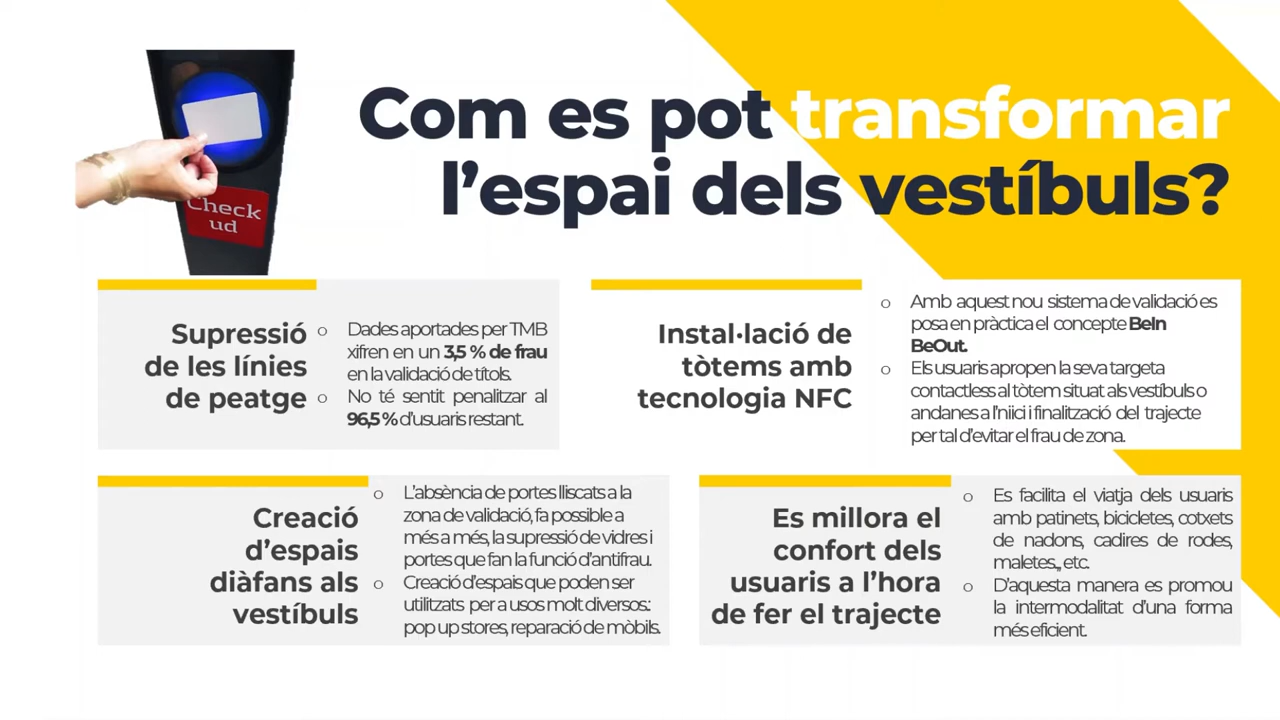 Com es pot transformar
l'espai dels vestíbuls?
Check
ud
Supressió
de les línies
de peatge
o Dades aportades per TMB
xifren en un 3,5 % de frau
en la validació de títols.
o No té sentit penalitzar al
96,5 % d'usuaris restant.
Instal·lació de
tòtems amb
tecnologia NFC
o Amb aquest nou sistema de validació es
posa en pràctica el concepte BeIn
BeOut.
o Els usuaris apropen la seva targeta
contactless al tòtem situat als vestíbuls o
andanes a l'niici i finalització del trajecte
per tal d'evitar el frau de zona.
Creació
d'espais
diàfans als
vestíbuls
o L'absència de portes lliscats a la
zona de validació, fa possible a
més a més, la supressió de vidres i
portes que fan la funció d'antifrau.
o Creació d'espais que poden ser
utilitzats per a usos molt diversos:
pop up stores, reparació de mòbils.
Es millora el
confort dels
usuaris a l'hora
de fer el trajecte
o Es facilita el viatja dels usuaris
amb patinets, bicicletes, cotxets
de nadons, cadires de rodes,
maletes,, etc.
o D'aquesta manera es promou
la intermodalitat d'una forma
més eficient.